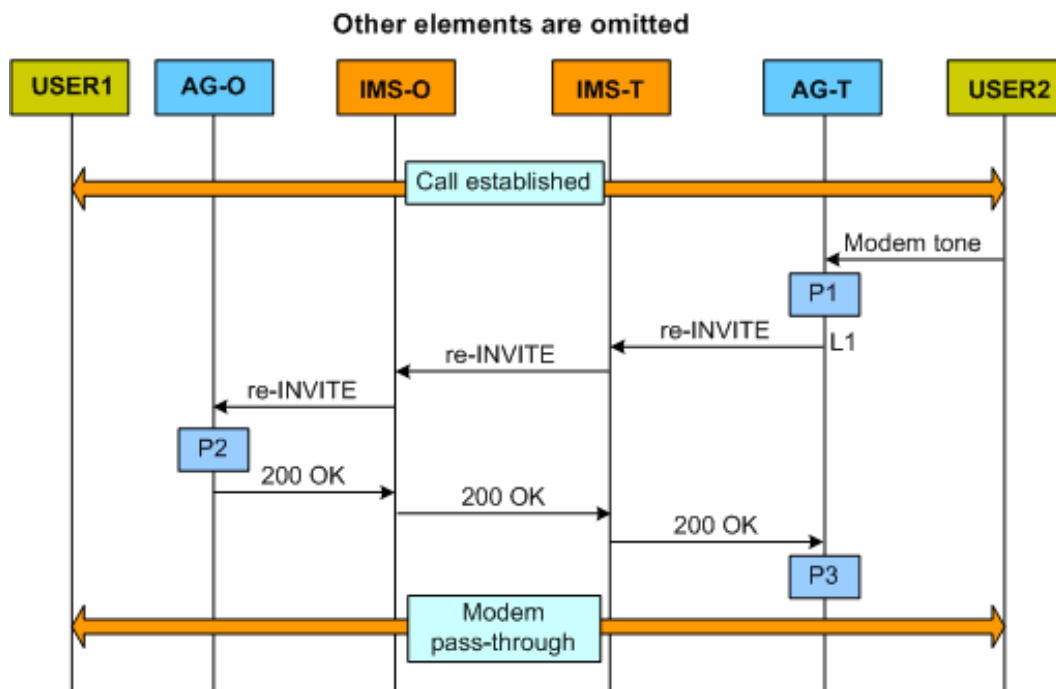 Other elements are omitted
USER1
AG-O
IMS-O
IMS-T
AG-T
USER2
Call established
Modem tone
P1
re-INVITE
L1
re-INVITE
re-INVITE
P2
200 OK
200 OK
200 OK
P3
Modem
pass-through